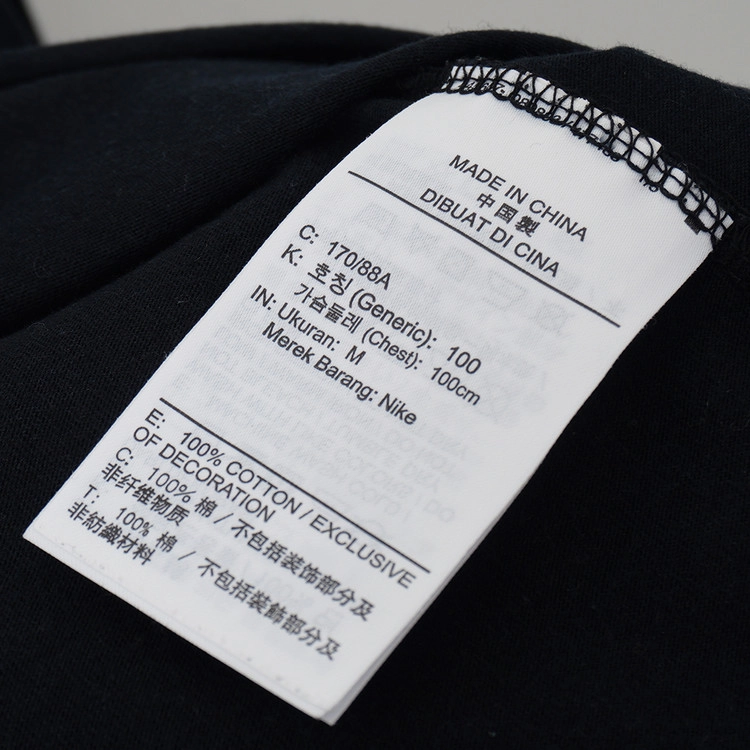 MADE IN CHINA
中国製
DIBUAT DI CINA
C: 170/88A
K: 호칭 (Generic): 100
가슴둘레 (Chest): 100cm
IN: Ukuran: M
Merek Barang: Nike
E: 100% COTTON / EXCLUSIVE
OF DECORATION
C: 100% 棉 / 不包括装饰部分及
非纤维物质
T: 100% 棉 / 不包括裝飾部分及
非紡織材料